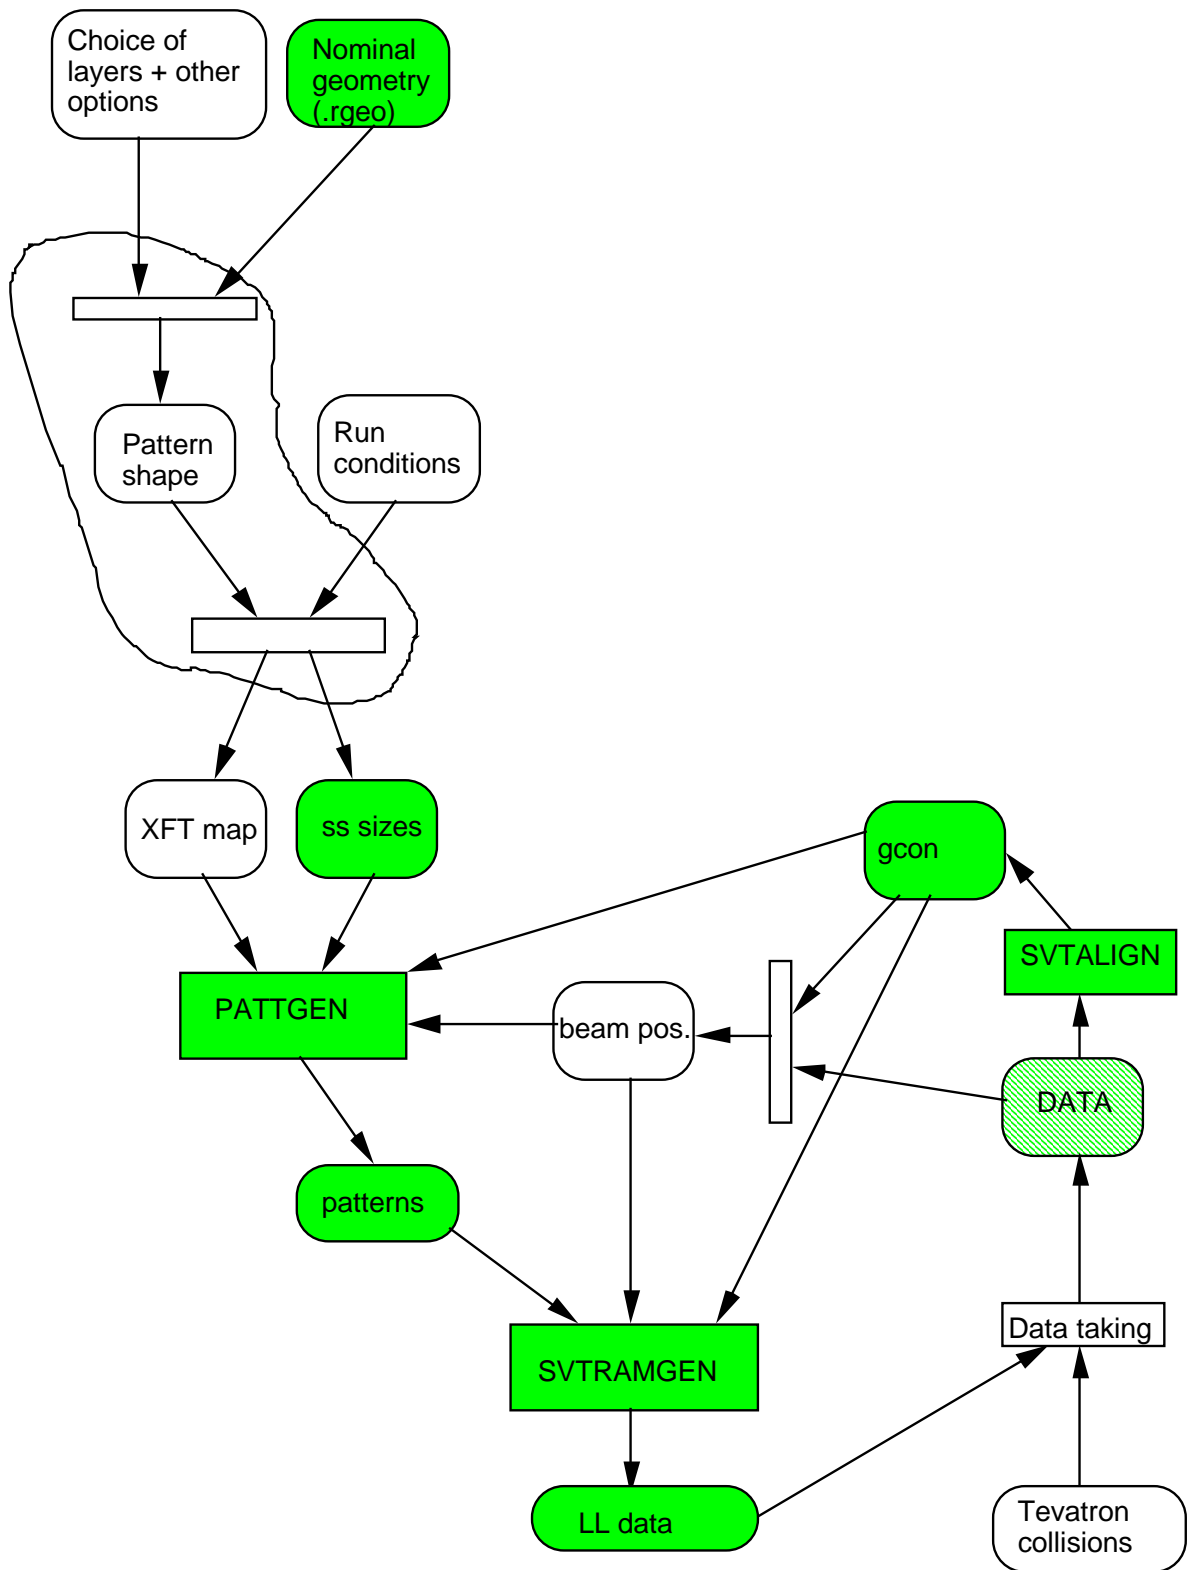 Choice of
layers + other
options
Nominal
geometry
(.rgeo)
Pattern
shape
Run
conditions
XFT map
ss sizes
gcon
SVTALIGN
PATTGEN
beam pos.
DATA
patterns
Data taking
SVTRAMGEN
LL data
Tevatron
collisions